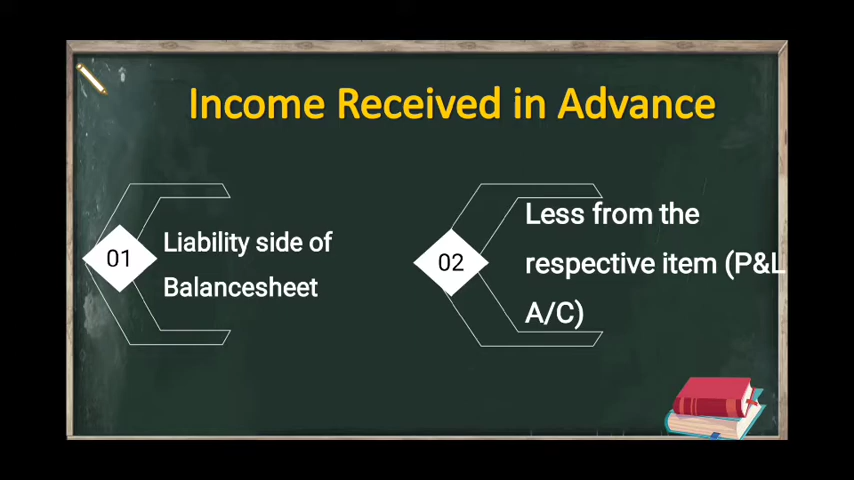 Income Received in Advance
01
Liability side of
Balancesheet
02
Less from the
respective item (P&L
A/C)